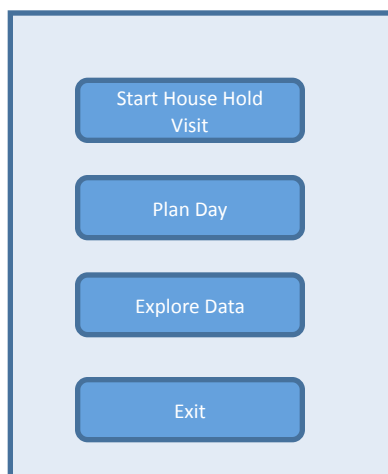 Start House Hold
Visit
Plan Day
Explore Data
Exit